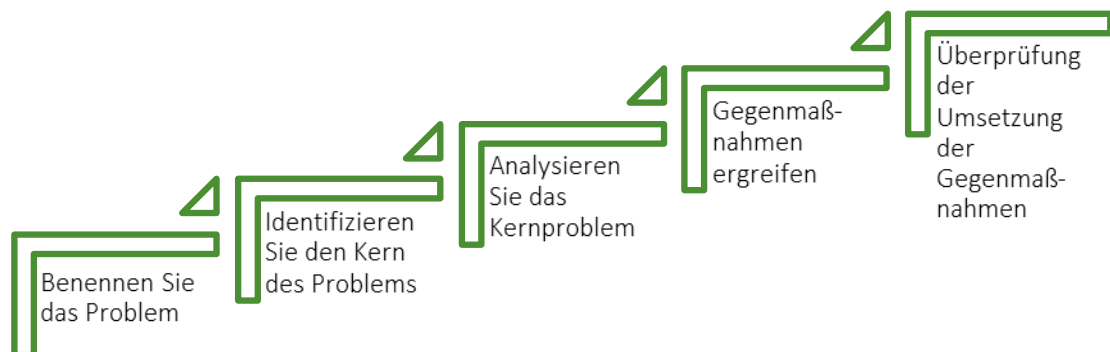 Benennen Sie
das Problem
Identifizieren
Sie den Kern
des Problems
Analysieren
Sie das
Kernproblem
Gegenmaß-
nahmen
ergreifen
Überprüfung
der
Umsetzung
der
Gegenmaß-
nahmen